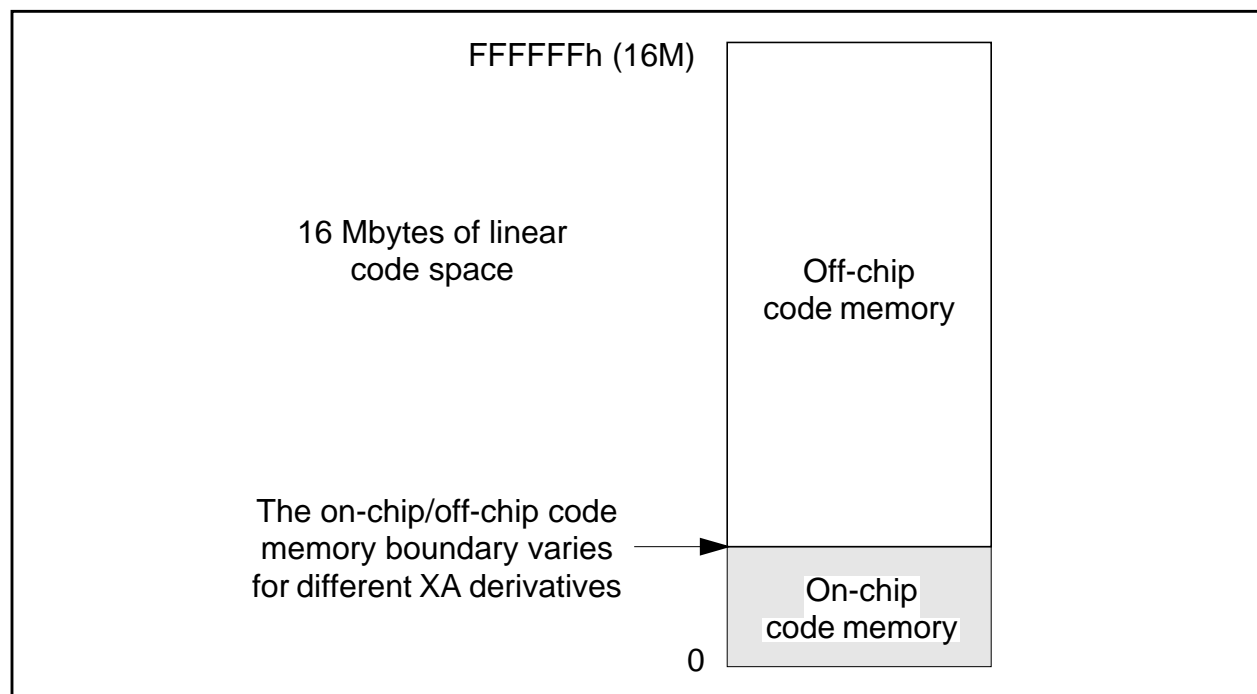 FFFFFFh (16M)
16 Mbytes of linear
code space
Off-chip
code memory
The on-chip/off-chip code
memory boundary varies
for different XA derivatives
On-chip
code memory
0